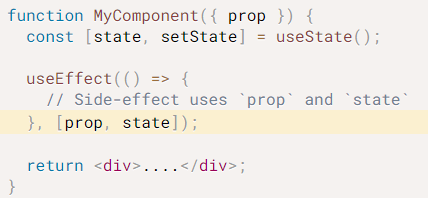 function MyComponent({ prop }) {
  const [state, setState] = useState();

  useEffect(() => {
    // Side-effect uses `prop` and `state`
  }, [prop, state]);

  return <div>....</div>;
}